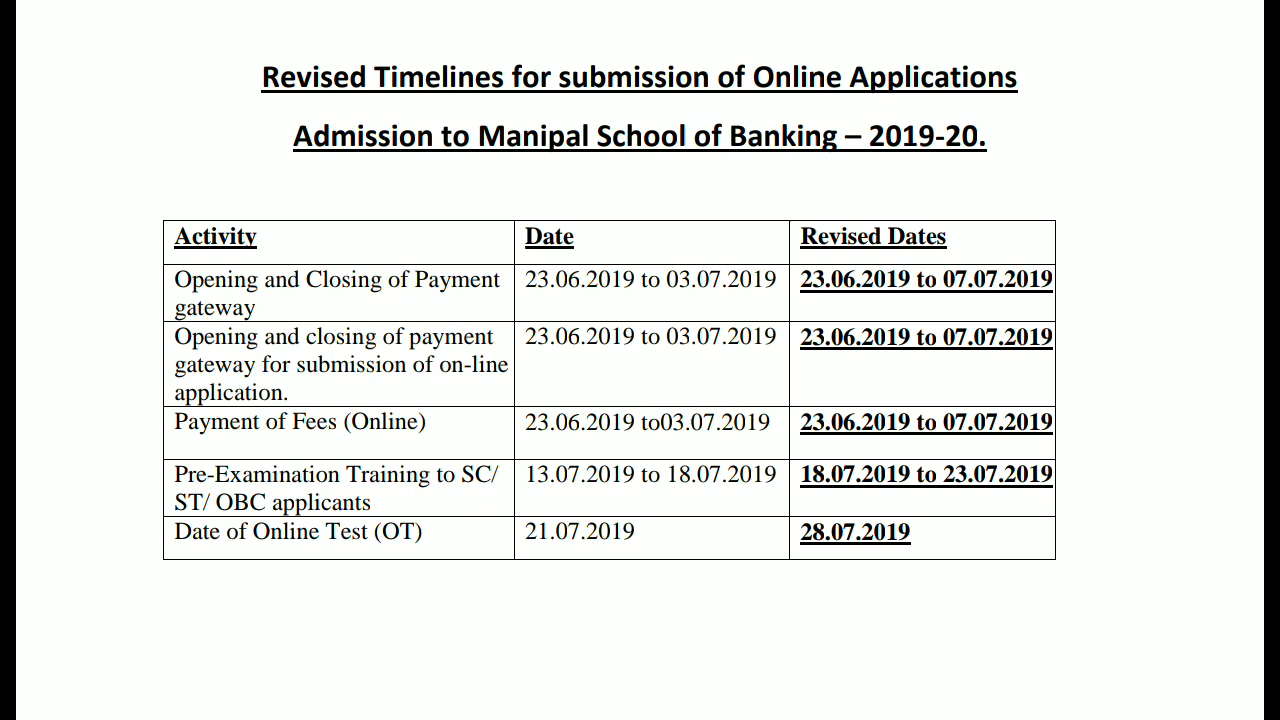 Revised Timelines for submission of Online Applications
Admission to Manipal School of Banking – 2019-20.
Activity Date Revised Dates
Opening and Closing of Payment 23.06.2019 to 03.07.2019 23.06.2019 to 07.07.2019
gateway
Opening and closing of payment 23.06.2019 to 03.07.2019 23.06.2019 to 07.07.2019
gateway for submission of on-line
application.
Payment of Fees (Online) 23.06.2019 to03.07.2019 23.06.2019 to 07.07.2019
Pre-Examination Training to SC/ 13.07.2019 to 18.07.2019 18.07.2019 to 23.07.2019
ST/ OBC applicants
Date of Online Test (OT) 21.07.2019 28.07.2019